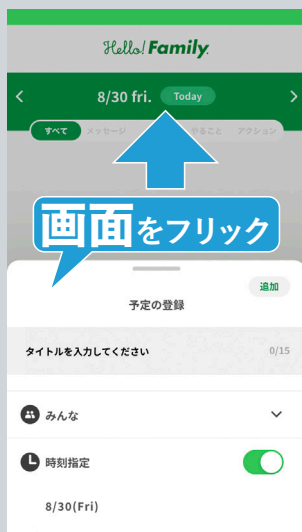 Hello! Family.
8/30 fri. Today
すべて メッセージ やること アクション
画面をフリック
追加
予定の登録
タイトルを入力してください 0/15
みんな
時刻指定
8/30(Fri)